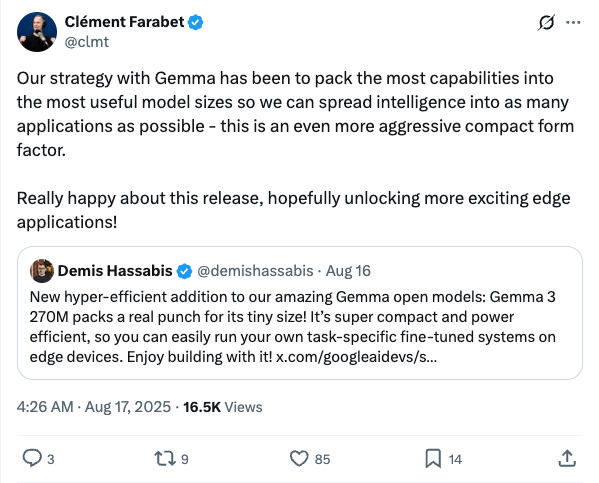 Clément Farabet
@clmt
Our strategy with Gemma has been to pack the most capabilities into
the most useful model sizes so we can spread intelligence into as many
applications as possible - this is an even more aggressive compact form
factor.
Really happy about this release, hopefully unlocking more exciting edge
applications!
Demis Hassabis @demishassabis · Aug 16
New hyper-efficient addition to our amazing Gemma open models: Gemma 3
270M packs a real punch for its tiny size! It’s super compact and power
efficient, so you can easily run your own task-specific fine-tuned systems on
edge devices. Enjoy building with it! x.com/googleaidevs/s...
4:26 AM · Aug 17, 2025 · 16.5K Views
3 9 85 14